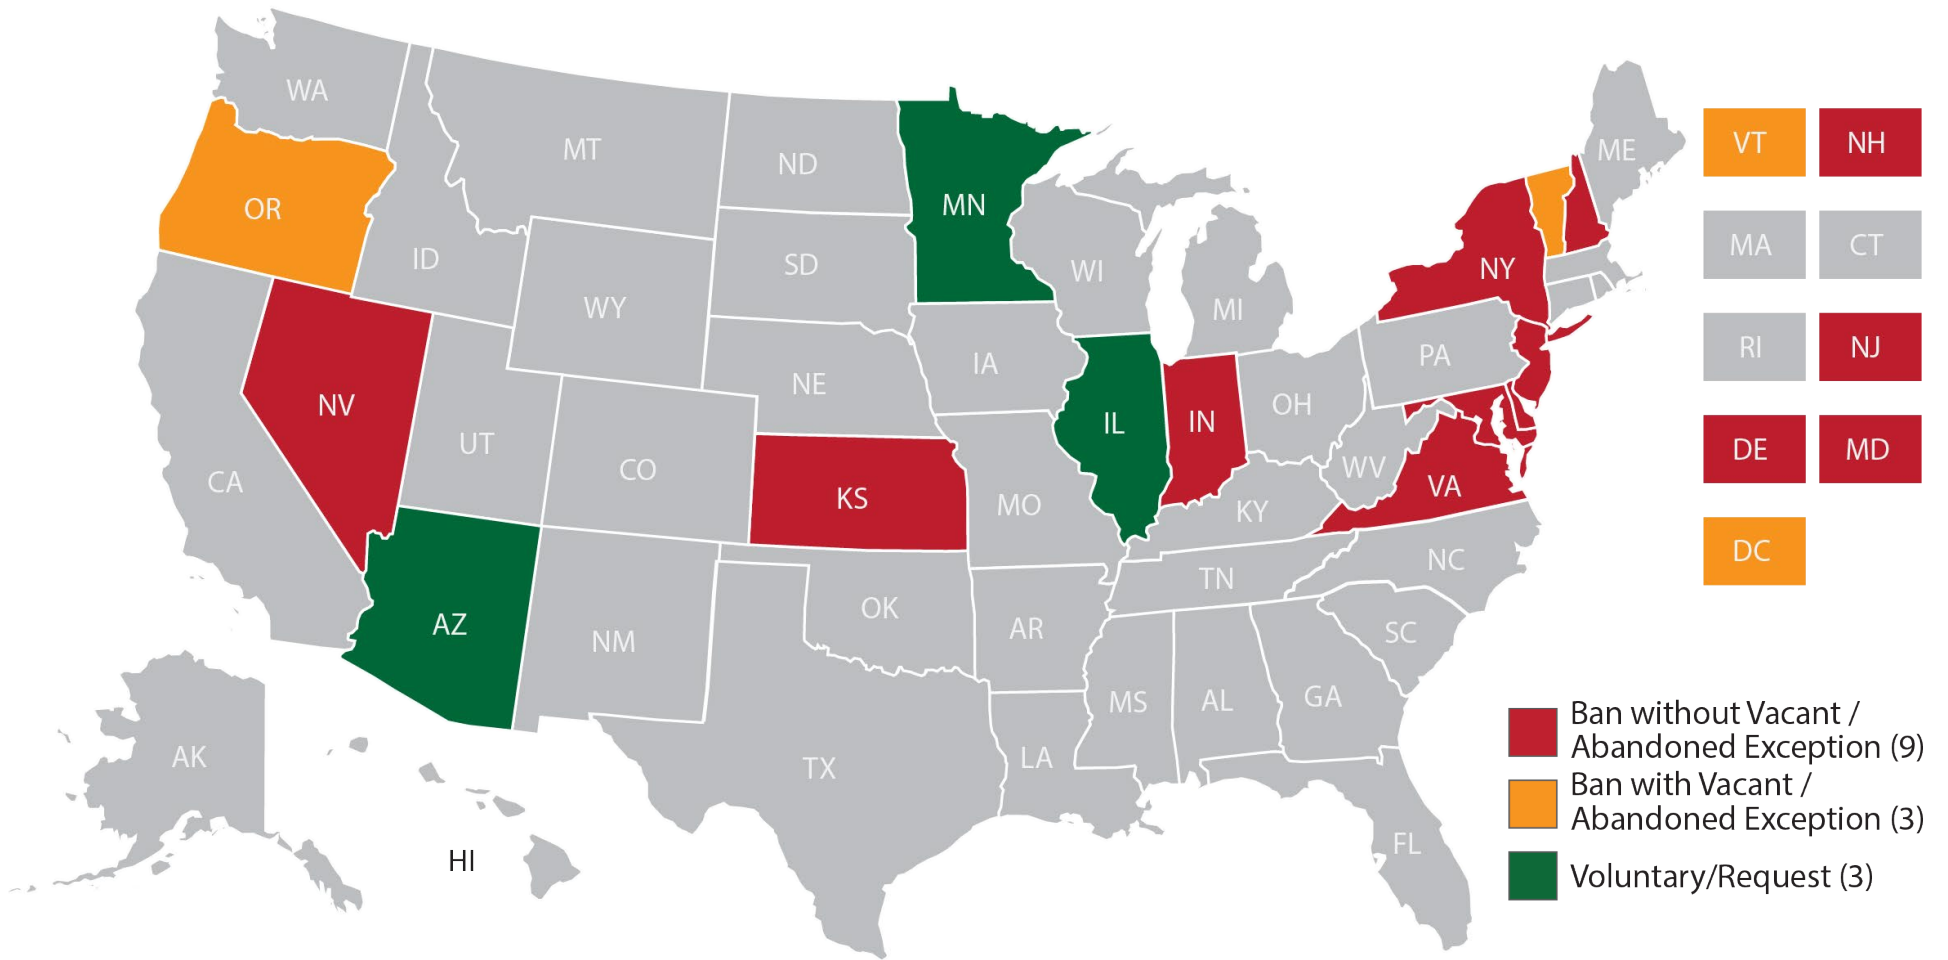 WA
MT
ND
MN
ME
VT
NH
OR
ID
SD
WI
NY
MA
CT
WY
MI
IA
PA
RI
NJ
NV
NE
OH
UT
CO
IL
IN
CA
KS
MO
WV
VA
KY
DE
MD
NC
DC
TN
AZ
NM
OK
AR
SC
MS
AL
GA
AK
TX
LA
HI
FL
Ban without Vacant /
Abandoned Exception (9)
Ban with Vacant /
Abandoned Exception (3)
Voluntary/Request (3)